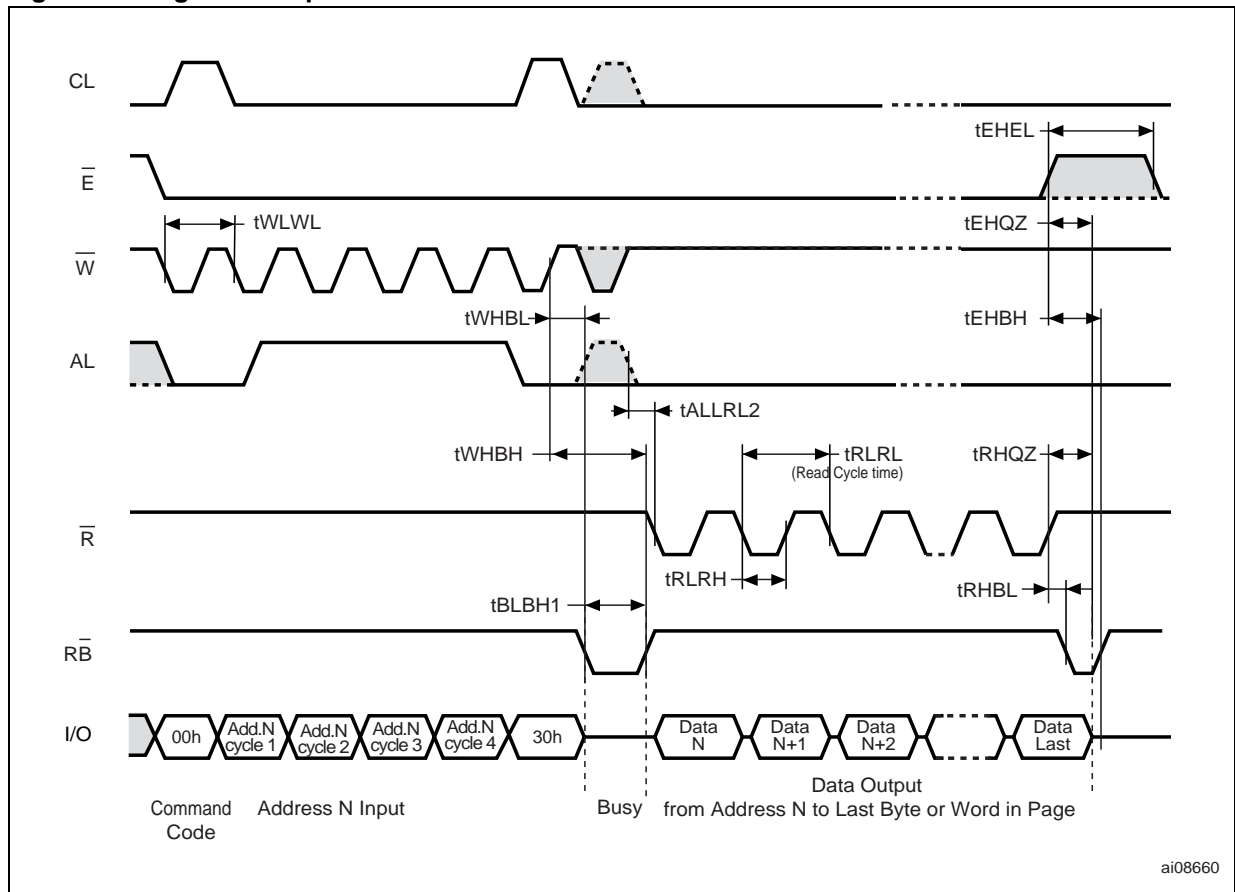 CL
tEHEL
E
tWLWL
tEHQZ
W
tWHBL
tEHBH
AL
tALLRL2
tWHBH
tRLRL
(Read Cycle time)
tRHQZ
R
tRLRH
tRHBL
tBLBH1
RB
I/O
00h
Add.N
cycle 1
Add.N
cycle 2
Add.N
cycle 3
Add.N
cycle 4
30h
Data
N
Data
N+1
Data
N+2
Data
Last
Command
Code
Address N Input
Busy
Data Output
from Address N to Last Byte or Word in Page
ai08660